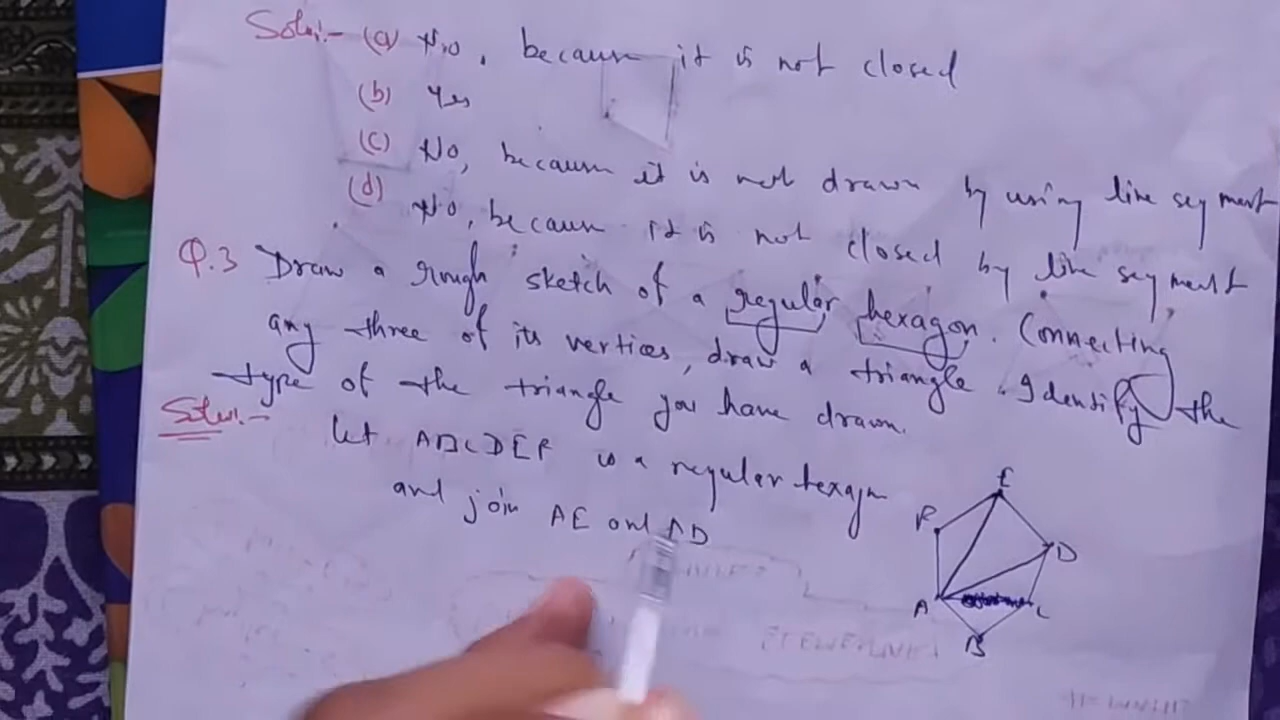 Soln:- (a) No, because it is not closed
(b) Yes
(c) No, because it is not drawn by using line segment
(d) No, because it is not closed by line segment
Q.3 Draw a rough sketch of a regular hexagon. Connecting
any three of its vertices, draw a triangle. Identify the
type of the triangle you have drawn.
Soln:-
Let ABCDEF is a regular hexagon
and join AE and AD
E
F
D
A
C
B